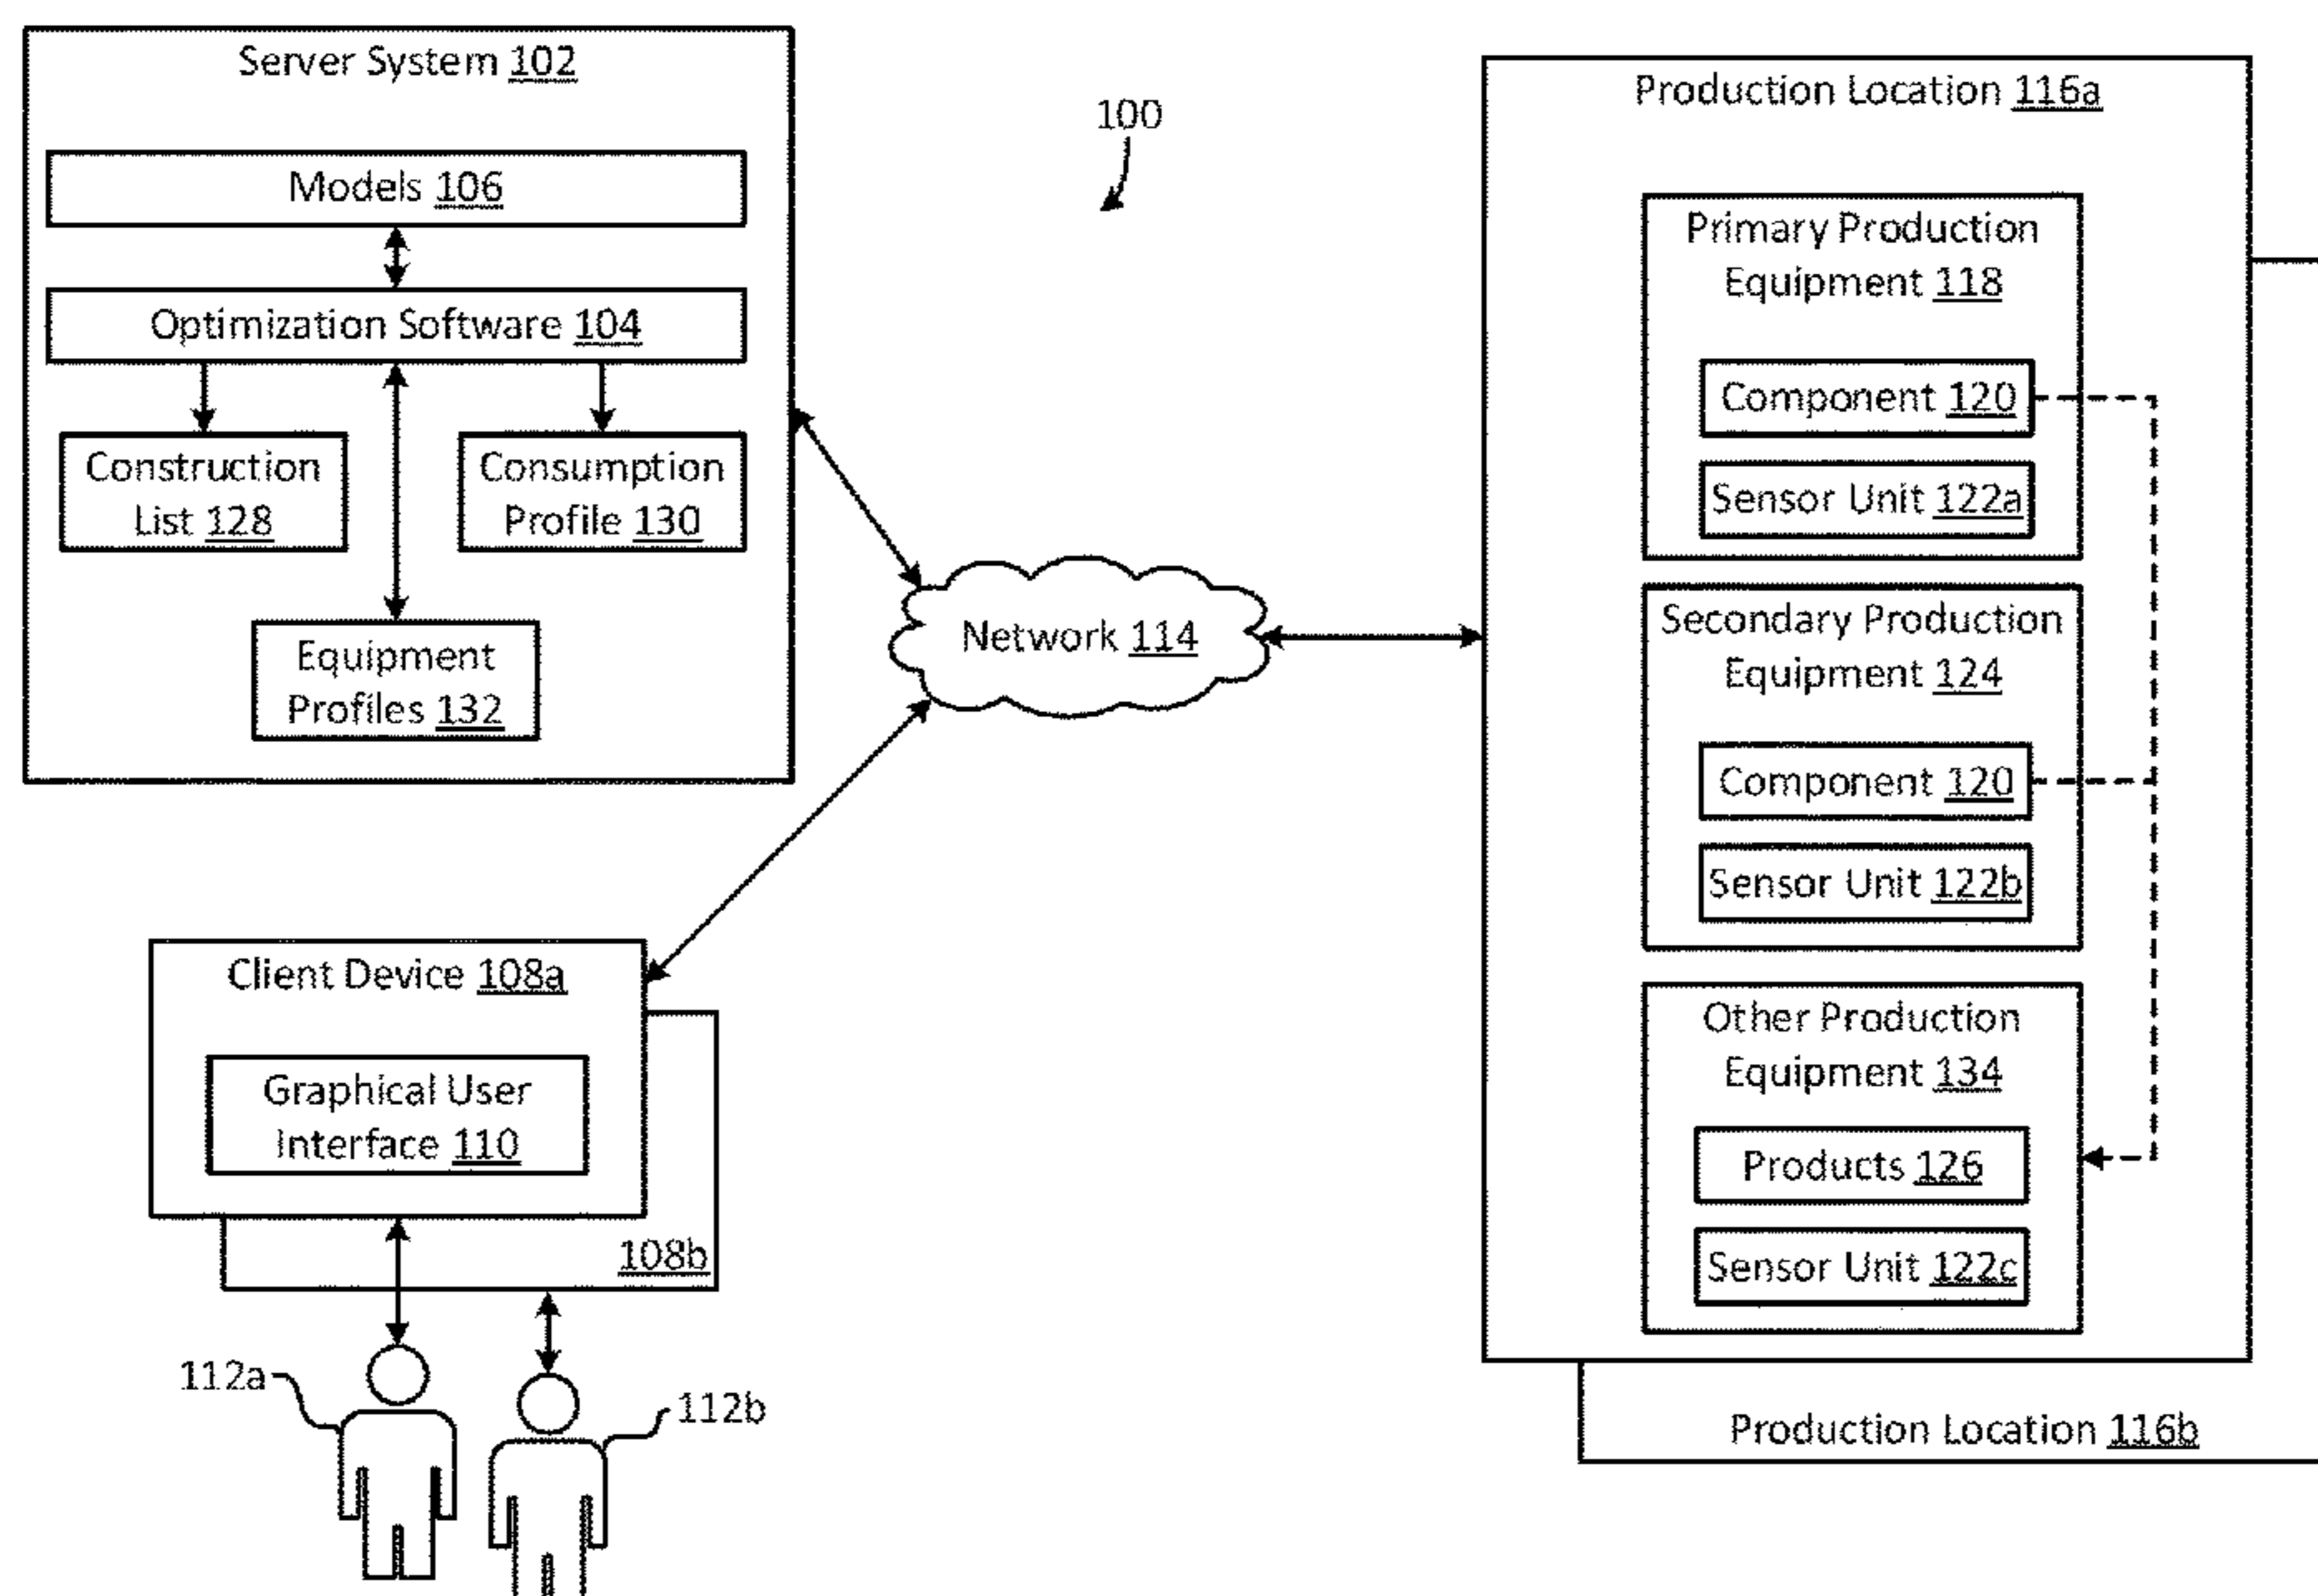 Server System 102
Models 106
Optimization Software 104
Construction
List 128
Consumption
Profile 130
Equipment
Profiles 132
100
Network 114
Client Device 108a
Graphical User
Interface 110
108b
112a
112b
Production Location 116a
Primary Production
Equipment 118
Component 120
Sensor Unit 122a
Secondary Production
Equipment 124
Component 120
Sensor Unit 122b
Other Production
Equipment 134
Products 126
Sensor Unit 122c
Production Location 116b